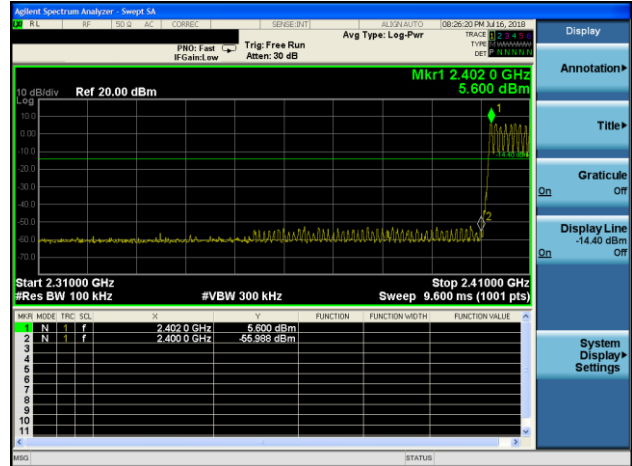 Agilent Spectrum Analyzer - Swept SA
LXI RL RF 50 Ω AC CORREC SENSE:INT ALIGN AUTO 08:26:20 PM Jul 16, 2018
Avg Type: Log-Pwr TRACE 1 2 3 4 5 6
PNO: Fast Trig: Free Run TYPE M
IFGain:Low Atten: 30 dB DET P N N N N N
Mkr1 2.402 0 GHz
10 dB/div Ref 20.00 dBm 5.600 dBm
Log
1
10.0
0.00
-10.0
-14.40 dBm
-20.0
-30.0
-40.0
-50.0
2
-60.0
-70.0
Start 2.31000 GHz Stop 2.41000 GHz
#Res BW 100 kHz #VBW 300 kHz Sweep 9.600 ms (1001 pts)
MKR MODE TRC SCL X Y FUNCTION FUNCTION WIDTH FUNCTION VALUE
1 N 1 f 2.402 0 GHz 5.600 dBm
2 N 1 f 2.400 0 GHz -55.988 dBm
3
4
5
6
7
8
9
10
11
MSG STATUS
Display
Annotation
Title
Graticule
On Off
Display Line
-14.40 dBm
On Off
System
Display
Settings